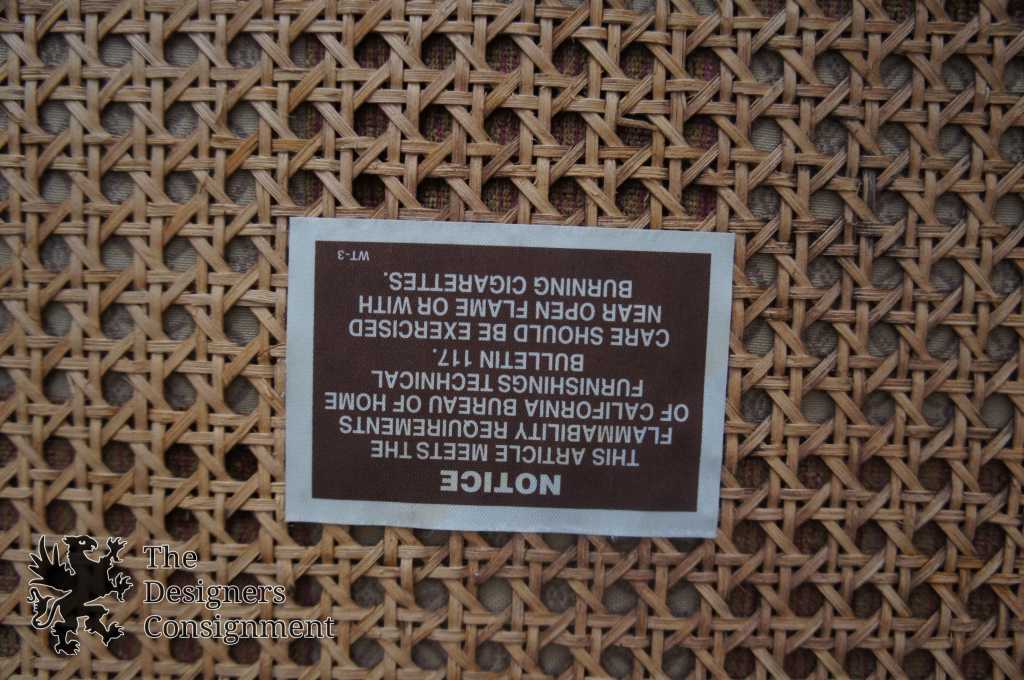 NOTICE
THIS ARTICLE MEETS THE
FLAMMABILITY REQUIREMENTS
OF CALIFORNIA BUREAU OF HOME
FURNISHINGS TECHNICAL
BULLETIN 117.
CARE SHOULD BE EXERCISED
NEAR OPEN FLAME OR WITH
BURNING CIGARETTES.
WT-3
The
Designers
Consignment